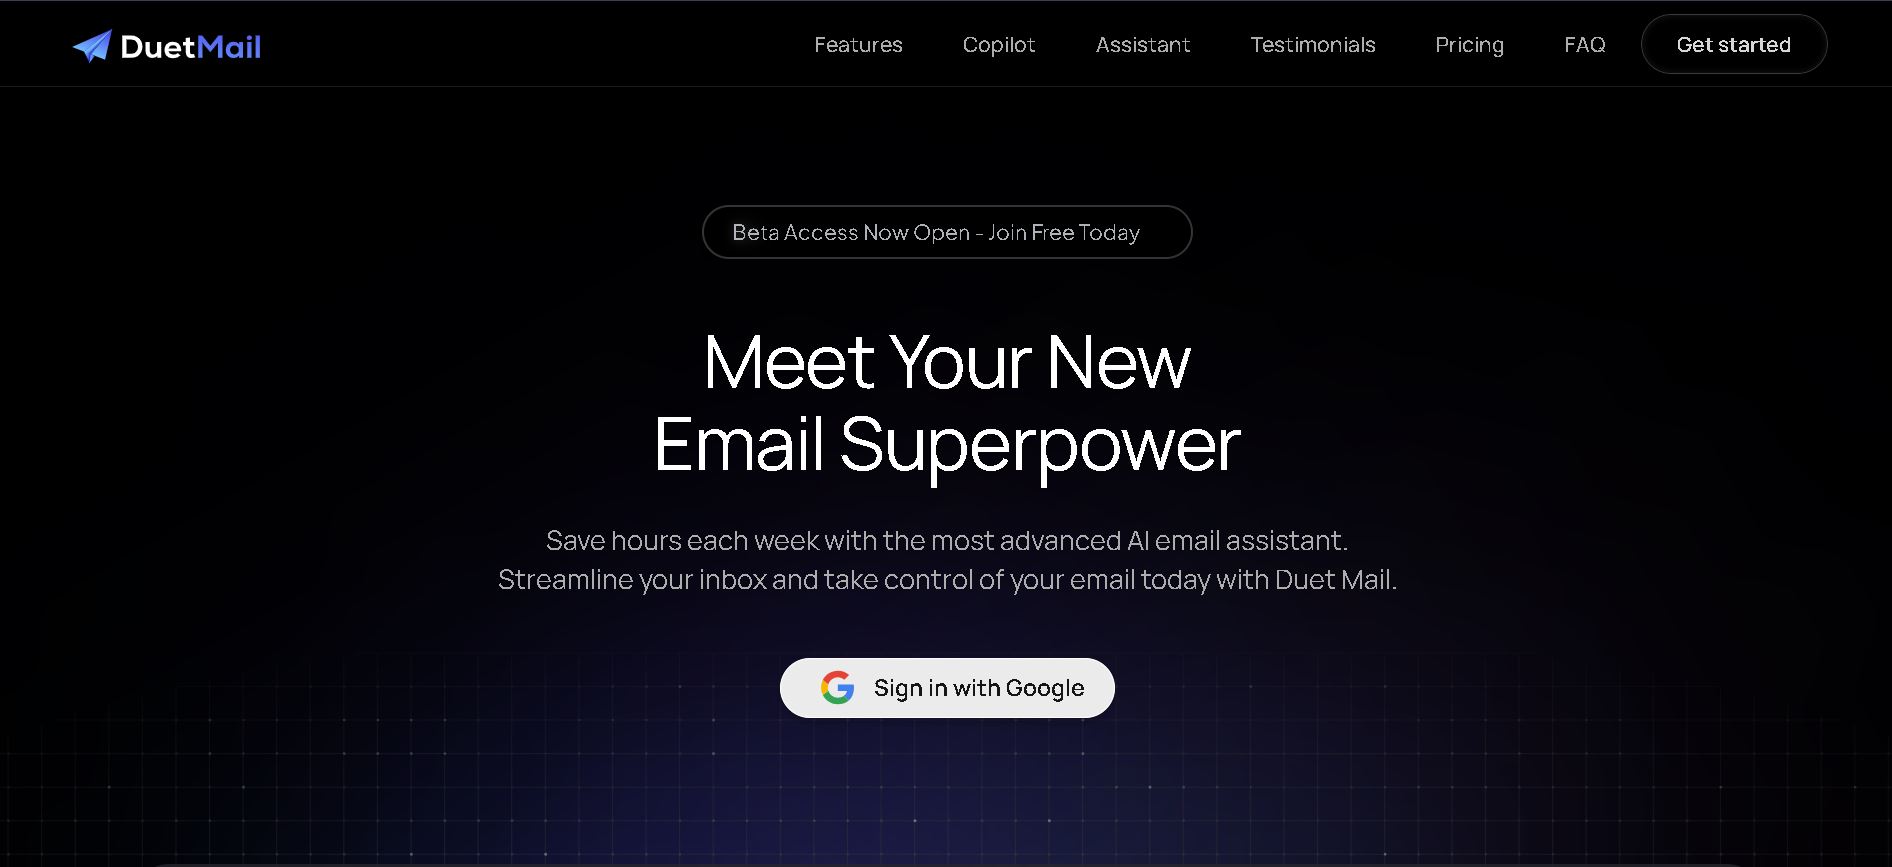 DuetMail
Features
Copilot
Assistant
Testimonials
Pricing
FAQ
Get started
Beta Access Now Open - Join Free Today
Meet Your New
Email Superpower
Save hours each week with the most advanced AI email assistant.
Streamline your inbox and take control of your email today with Duet Mail.
Sign in with Google